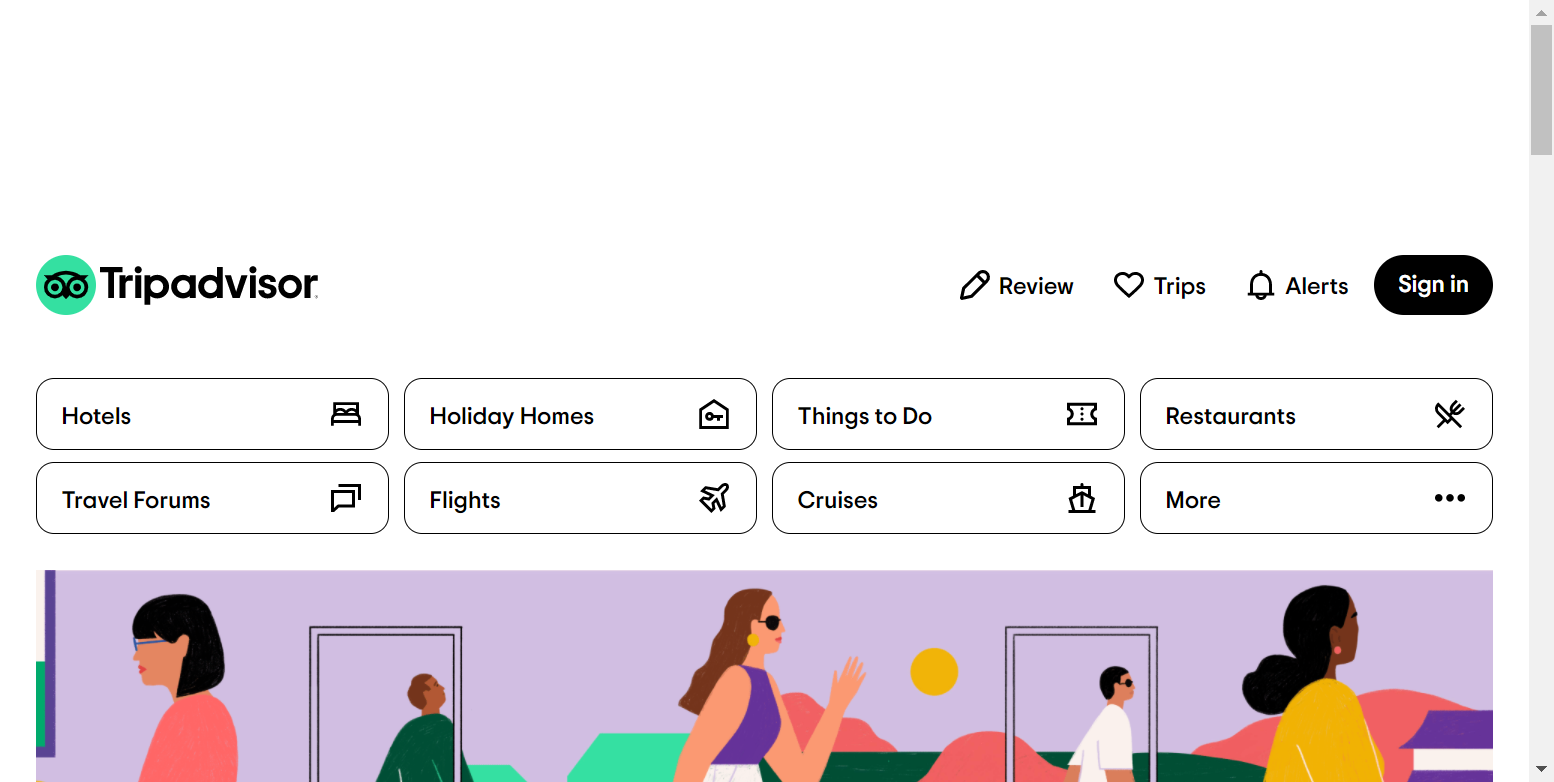 Tripadvisor
Review
Trips
Alerts
Sign in
Hotels
Holiday Homes
Things to Do
Restaurants
Travel Forums
Flights
Cruises
More